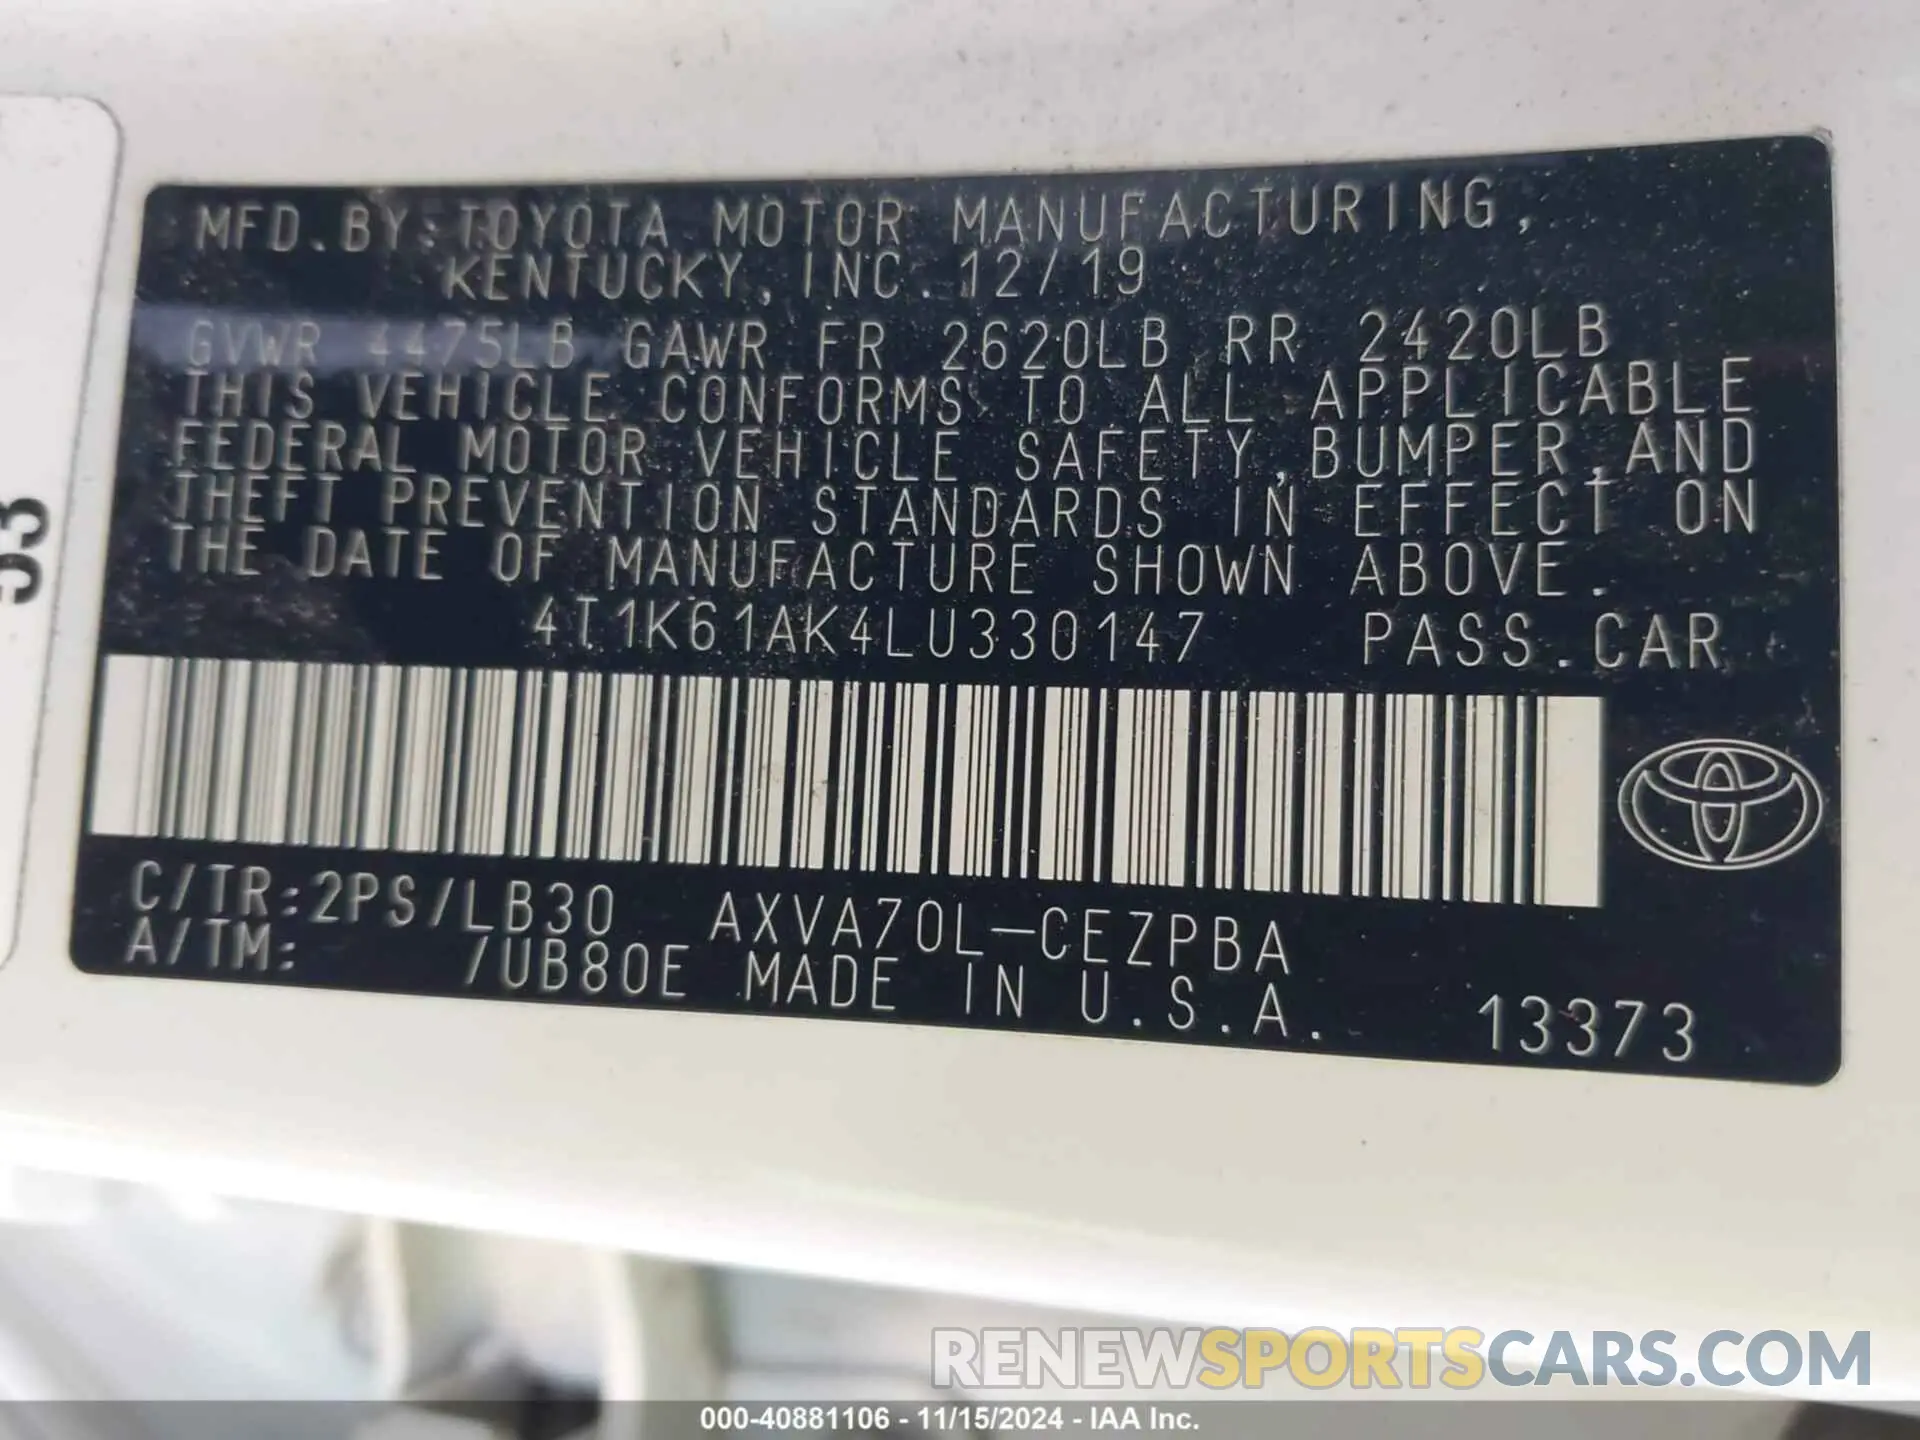 MFD.BY:TOYOTA MOTOR MANUFACTURING,
KENTUCKY, INC. 12/19
GVWR 4475LB GAWR FR 2620LB RR 2420LB
THIS VEHICLE CONFORMS TO ALL APPLICABLE
FEDERAL MOTOR VEHICLE SAFETY,BUMPER,AND
THEFT PREVENTION STANDARDS IN EFFECT ON
THE DATE OF MANUFACTURE SHOWN ABOVE.
4T1K61AK4LU330147 PASS.CAR
C/TR:2PS/LB30 AXVA70L-CEZPBA
A/TM: /UB80E MADE IN U.S.A. 13373
53
RENEWSPORTSCARS.COM
000-40881106 - 11/15/2024 - IAA Inc.